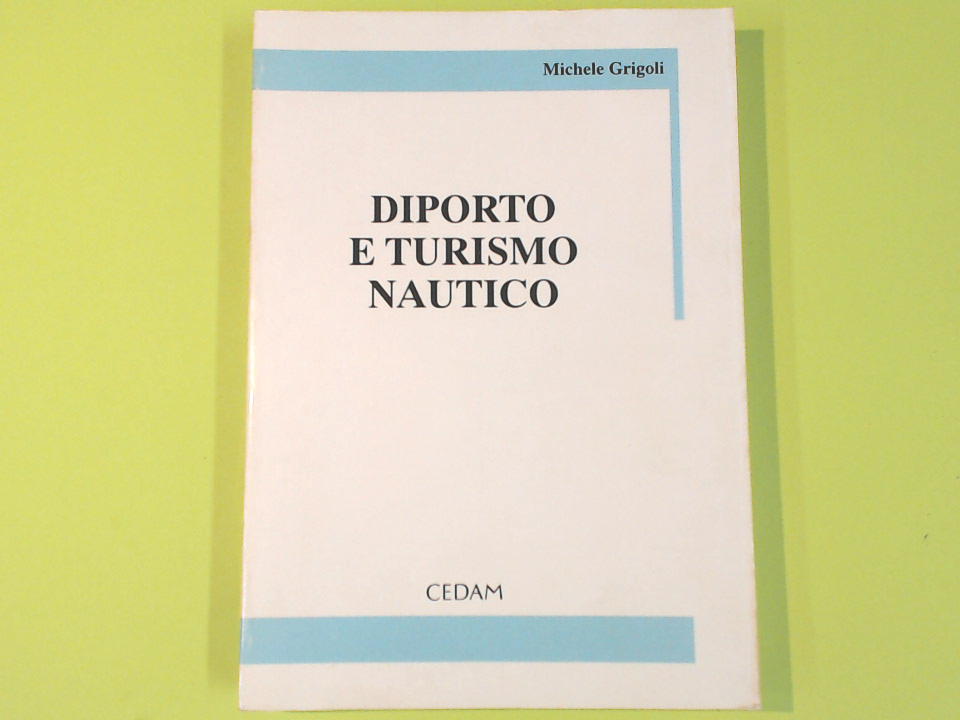 Michele Grigoli
DIPORTO
E TURISMO
NAUTICO
CEDAM